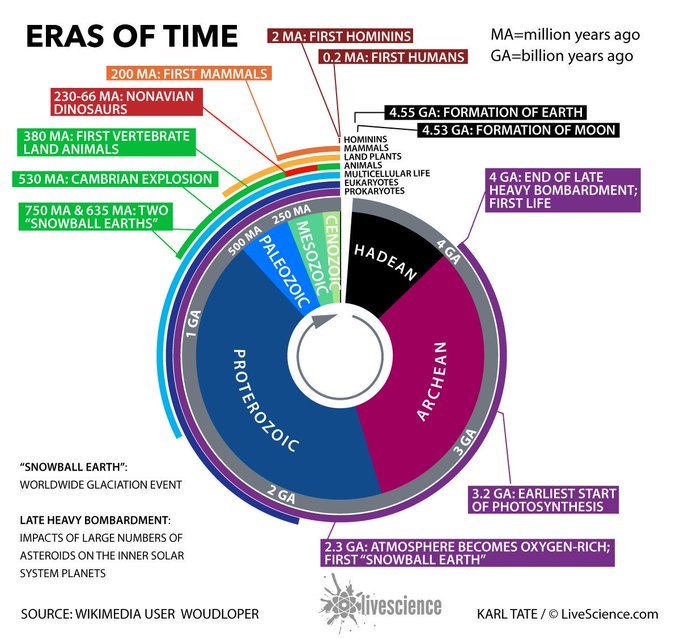 ERAS OF TIME
2 MA: FIRST HOMININS
0.2 MA: FIRST HUMANS
MA=million years ago
GA=billion years ago
200 MA: FIRST MAMMALS
230-66 MA: NONAVIAN
DINOSAURS
380 MA: FIRST VERTEBRATE
LAND ANIMALS
530 MA: CAMBRIAN EXPLOSION
750 MA & 635 MA: TWO
“SNOWBALL EARTHS”
4.55 GA: FORMATION OF EARTH
4.53 GA: FORMATION OF MOON
HOMININS
MAMMALS
LAND PLANTS
ANIMALS
MULTICELLULAR LIFE
EUKARYOTES
PROKARYOTES
4 GA: END OF LATE
HEAVY BOMBARDMENT;
FIRST LIFE
500 MA
250 MA
4 GA
PALEOZOIC
MESOZOIC
CENOZOIC
HADEAN
1 GA
PROTEROZOIC
ARCHEAN
3 GA
2 GA
3.2 GA: EARLIEST START
OF PHOTOSYNTHESIS
2.3 GA: ATMOSPHERE BECOMES OXYGEN-RICH;
FIRST “SNOWBALL EARTH”
“SNOWBALL EARTH”:
WORLDWIDE GLACIATION EVENT
LATE HEAVY BOMBARDMENT:
IMPACTS OF LARGE NUMBERS OF
ASTEROIDS ON THE INNER SOLAR
SYSTEM PLANETS
livescience
SOURCE: WIKIMEDIA USER WOUDLOPER
KARL TATE / © LiveScience.com